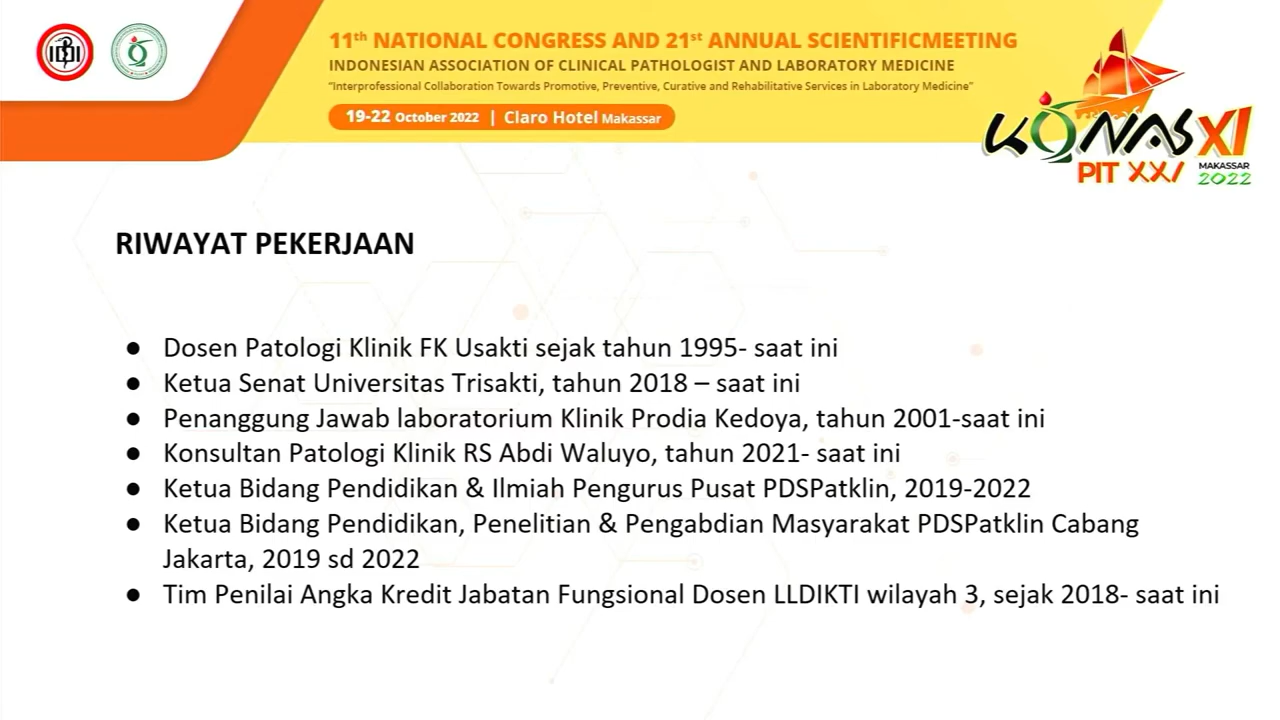 11th NATIONAL CONGRESS AND 21st ANNUAL SCIENTIFICMEETING
INDONESIAN ASSOCIATION OF CLINICAL PATHOLOGIST AND LABORATORY MEDICINE
"Interprofessional Collaboration Towards Promotive, Preventive, Curative and Rehabilitative Services in Laboratory Medicine"
19-22 October 2022 | Claro Hotel Makassar
KONAS XI
PIT XXI
MAKASSAR
2022
RIWAYAT PEKERJAAN
● Dosen Patologi Klinik FK Usakti sejak tahun 1995- saat ini
● Ketua Senat Universitas Trisakti, tahun 2018 – saat ini
● Penanggung Jawab laboratorium Klinik Prodia Kedoya, tahun 2001-saat ini
● Konsultan Patologi Klinik RS Abdi Waluyo, tahun 2021- saat ini
● Ketua Bidang Pendidikan & Ilmiah Pengurus Pusat PDSPatklin, 2019-2022
● Ketua Bidang Pendidikan, Penelitian & Pengabdian Masyarakat PDSPatklin Cabang
Jakarta, 2019 sd 2022
● Tim Penilai Angka Kredit Jabatan Fungsional Dosen LLDIKTI wilayah 3, sejak 2018- saat ini